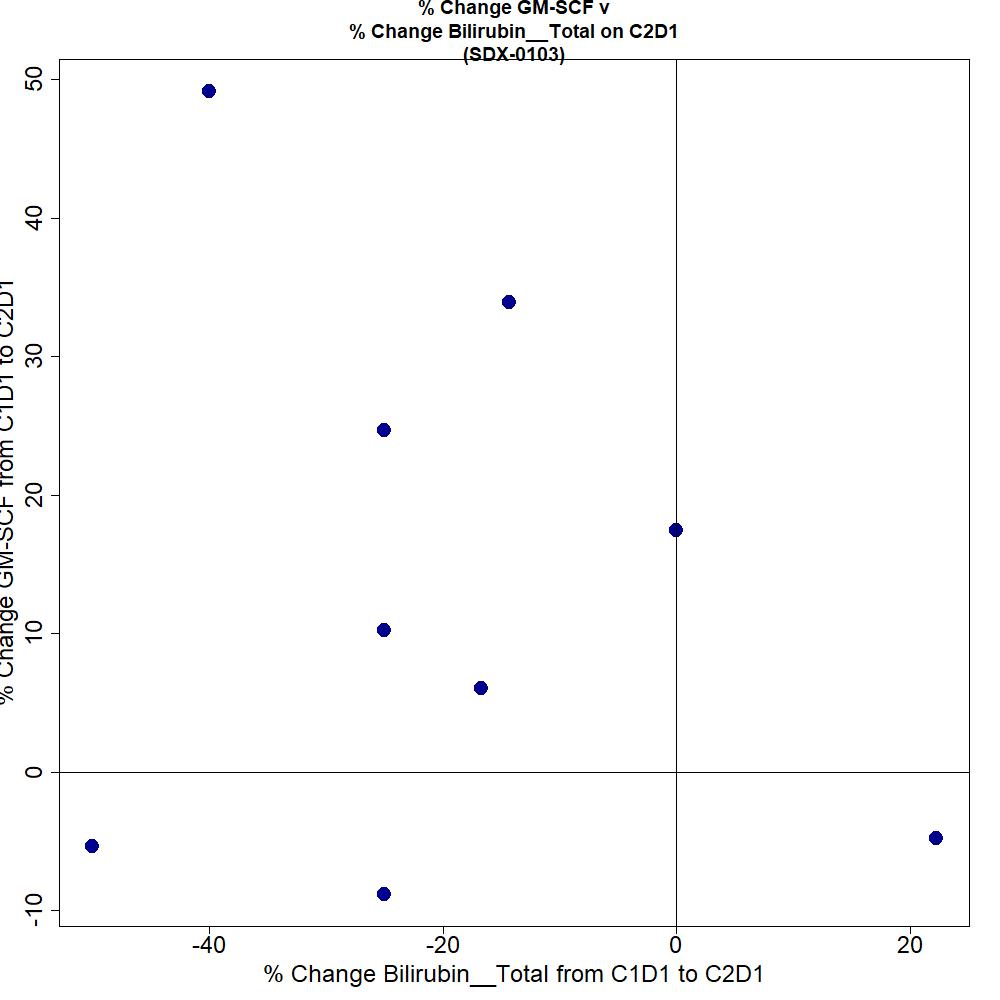 % Change GM-SCF v
% Change Bilirubin__Total on C2D1
(SDX-0103)
% Change GM-SCF from C1D1 to C2D1
50
40
30
20
10
0
-10
-40
-20
0
20
% Change Bilirubin__Total from C1D1 to C2D1